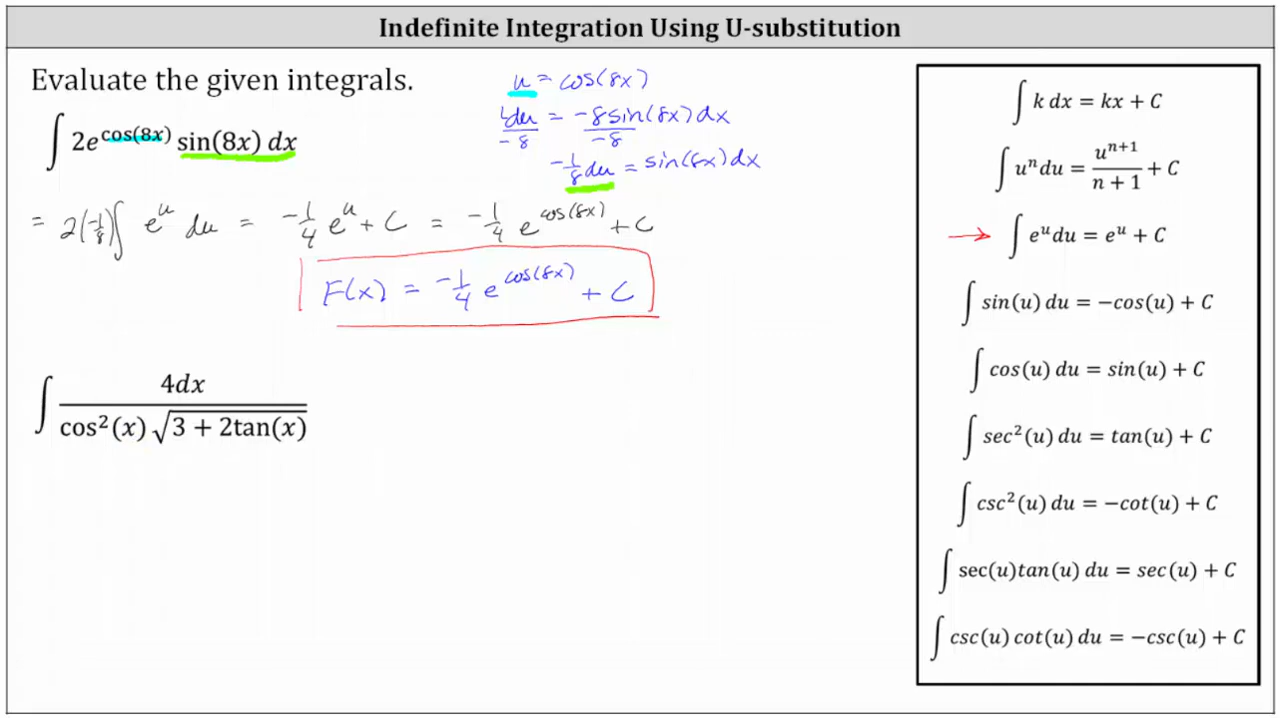 Indefinite Integration Using U-substitution
Evaluate the given integrals.
∫ 2e^{cos(8x)} sin(8x) dx
u = cos(8x)
du/-8 = -8sin(8x)dx/-8
-1/8 du = sin(8x)dx
= 2(-1/8)∫ e^u du = -1/4 e^u + C = -1/4 e^{cos(8x)} + C
F(x) = -1/4 e^{cos(8x)} + C
∫ 4dx / cos²(x) √(3 + 2tan(x))
∫ k dx = kx + C
∫ uⁿ du = u^{n+1} / n + 1 + C
→ ∫ e^u du = e^u + C
∫ sin(u) du = −cos(u) + C
∫ cos(u) du = sin(u) + C
∫ sec²(u) du = tan(u) + C
∫ csc²(u) du = −cot(u) + C
∫ sec(u)tan(u) du = sec(u) + C
∫ csc(u) cot(u) du = −csc(u) + C